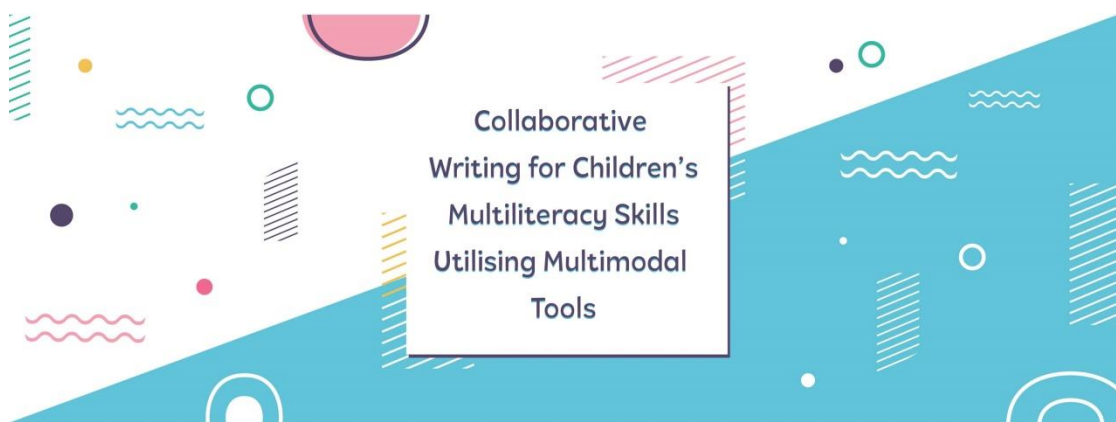 Collaborative
Writing for Children's
Multiliteracy Skills
Utilising Multimodal
Tools